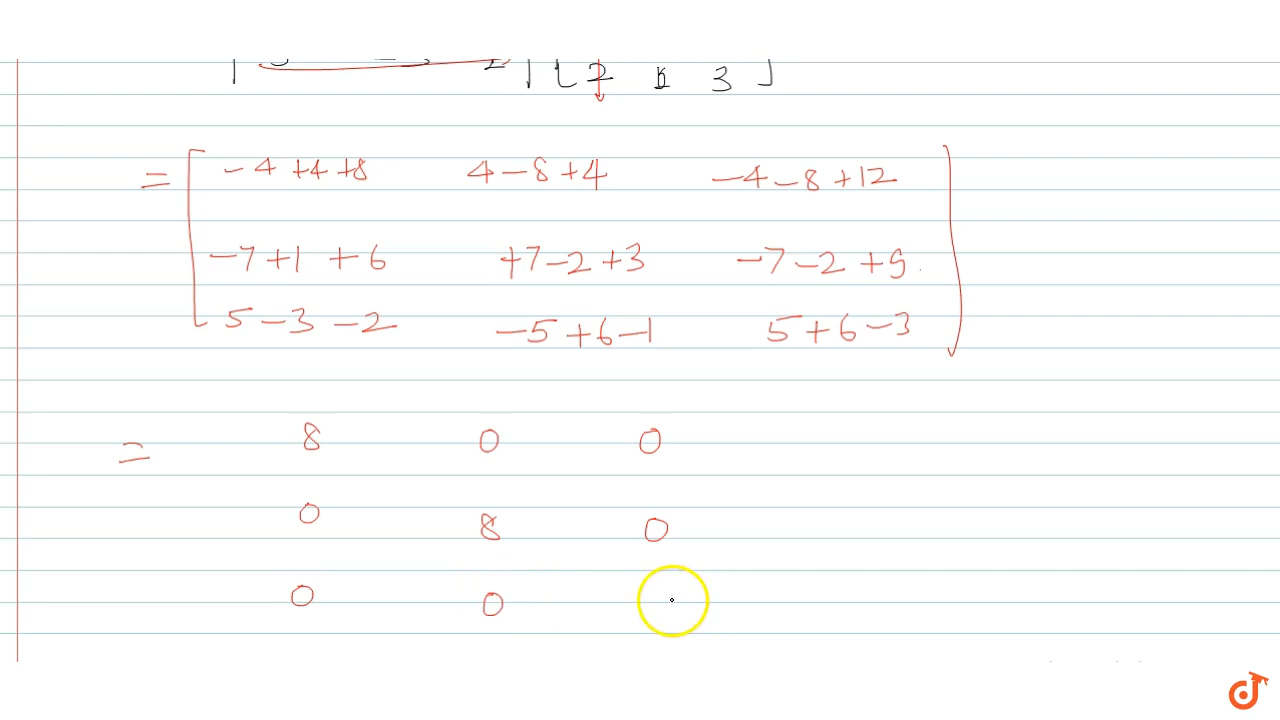 3 ]
= [ -4 +4 +8 4 - 8 +4 -4 - 8 +12
-7 +1 +6 +7 - 2 +3 -7 - 2 +9
5 - 3 - 2 -5 + 6 - 1 5 + 6 - 3 ]
= 8 0 0
0 8 0
0 0